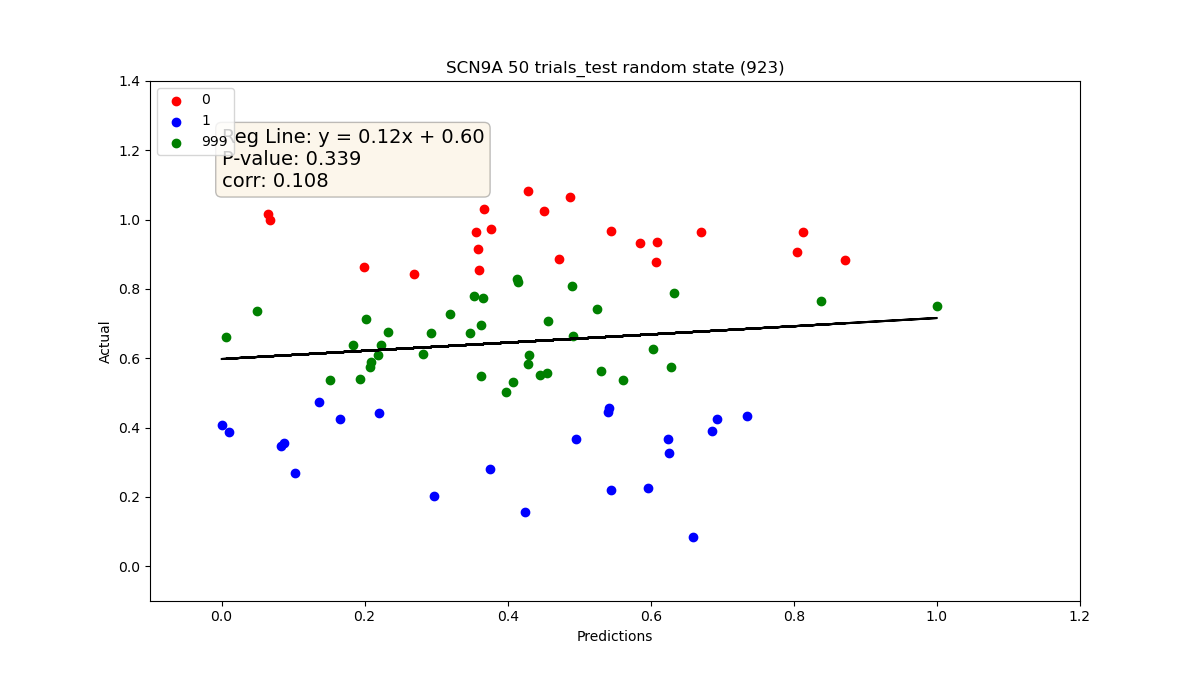 SCN9A 50 trials_test random state (923)
0
1
999
Reg Line: y = 0.12x + 0.60
P-value: 0.339
corr: 0.108
Actual
1.4
1.2
1.0
0.8
0.6
0.4
0.2
0.0
0.0 0.2 0.4 0.6 0.8 1.0 1.2
Predictions